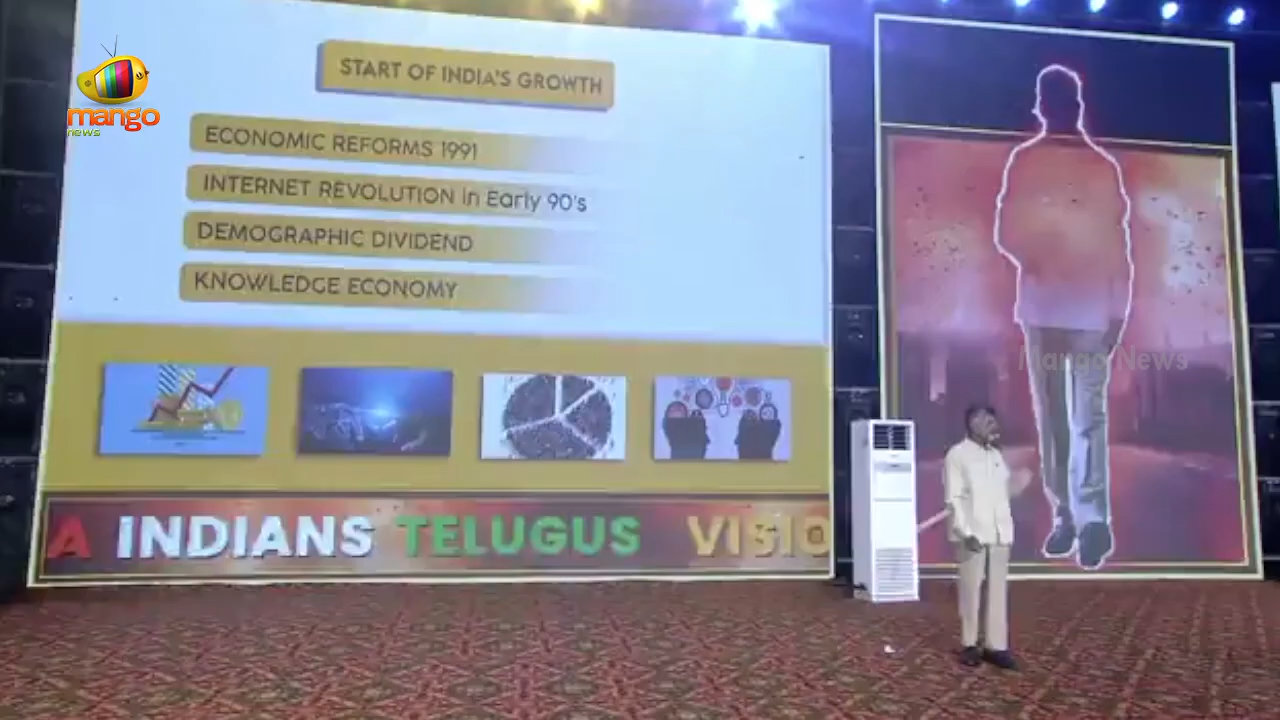 mango
news
START OF INDIA'S GROWTH
ECONOMIC REFORMS 1991
INTERNET REVOLUTION in Early 90's
DEMOGRAPHIC DIVIDEND
KNOWLEDGE ECONOMY
Mango News
A INDIANS TELUGUS VISIO